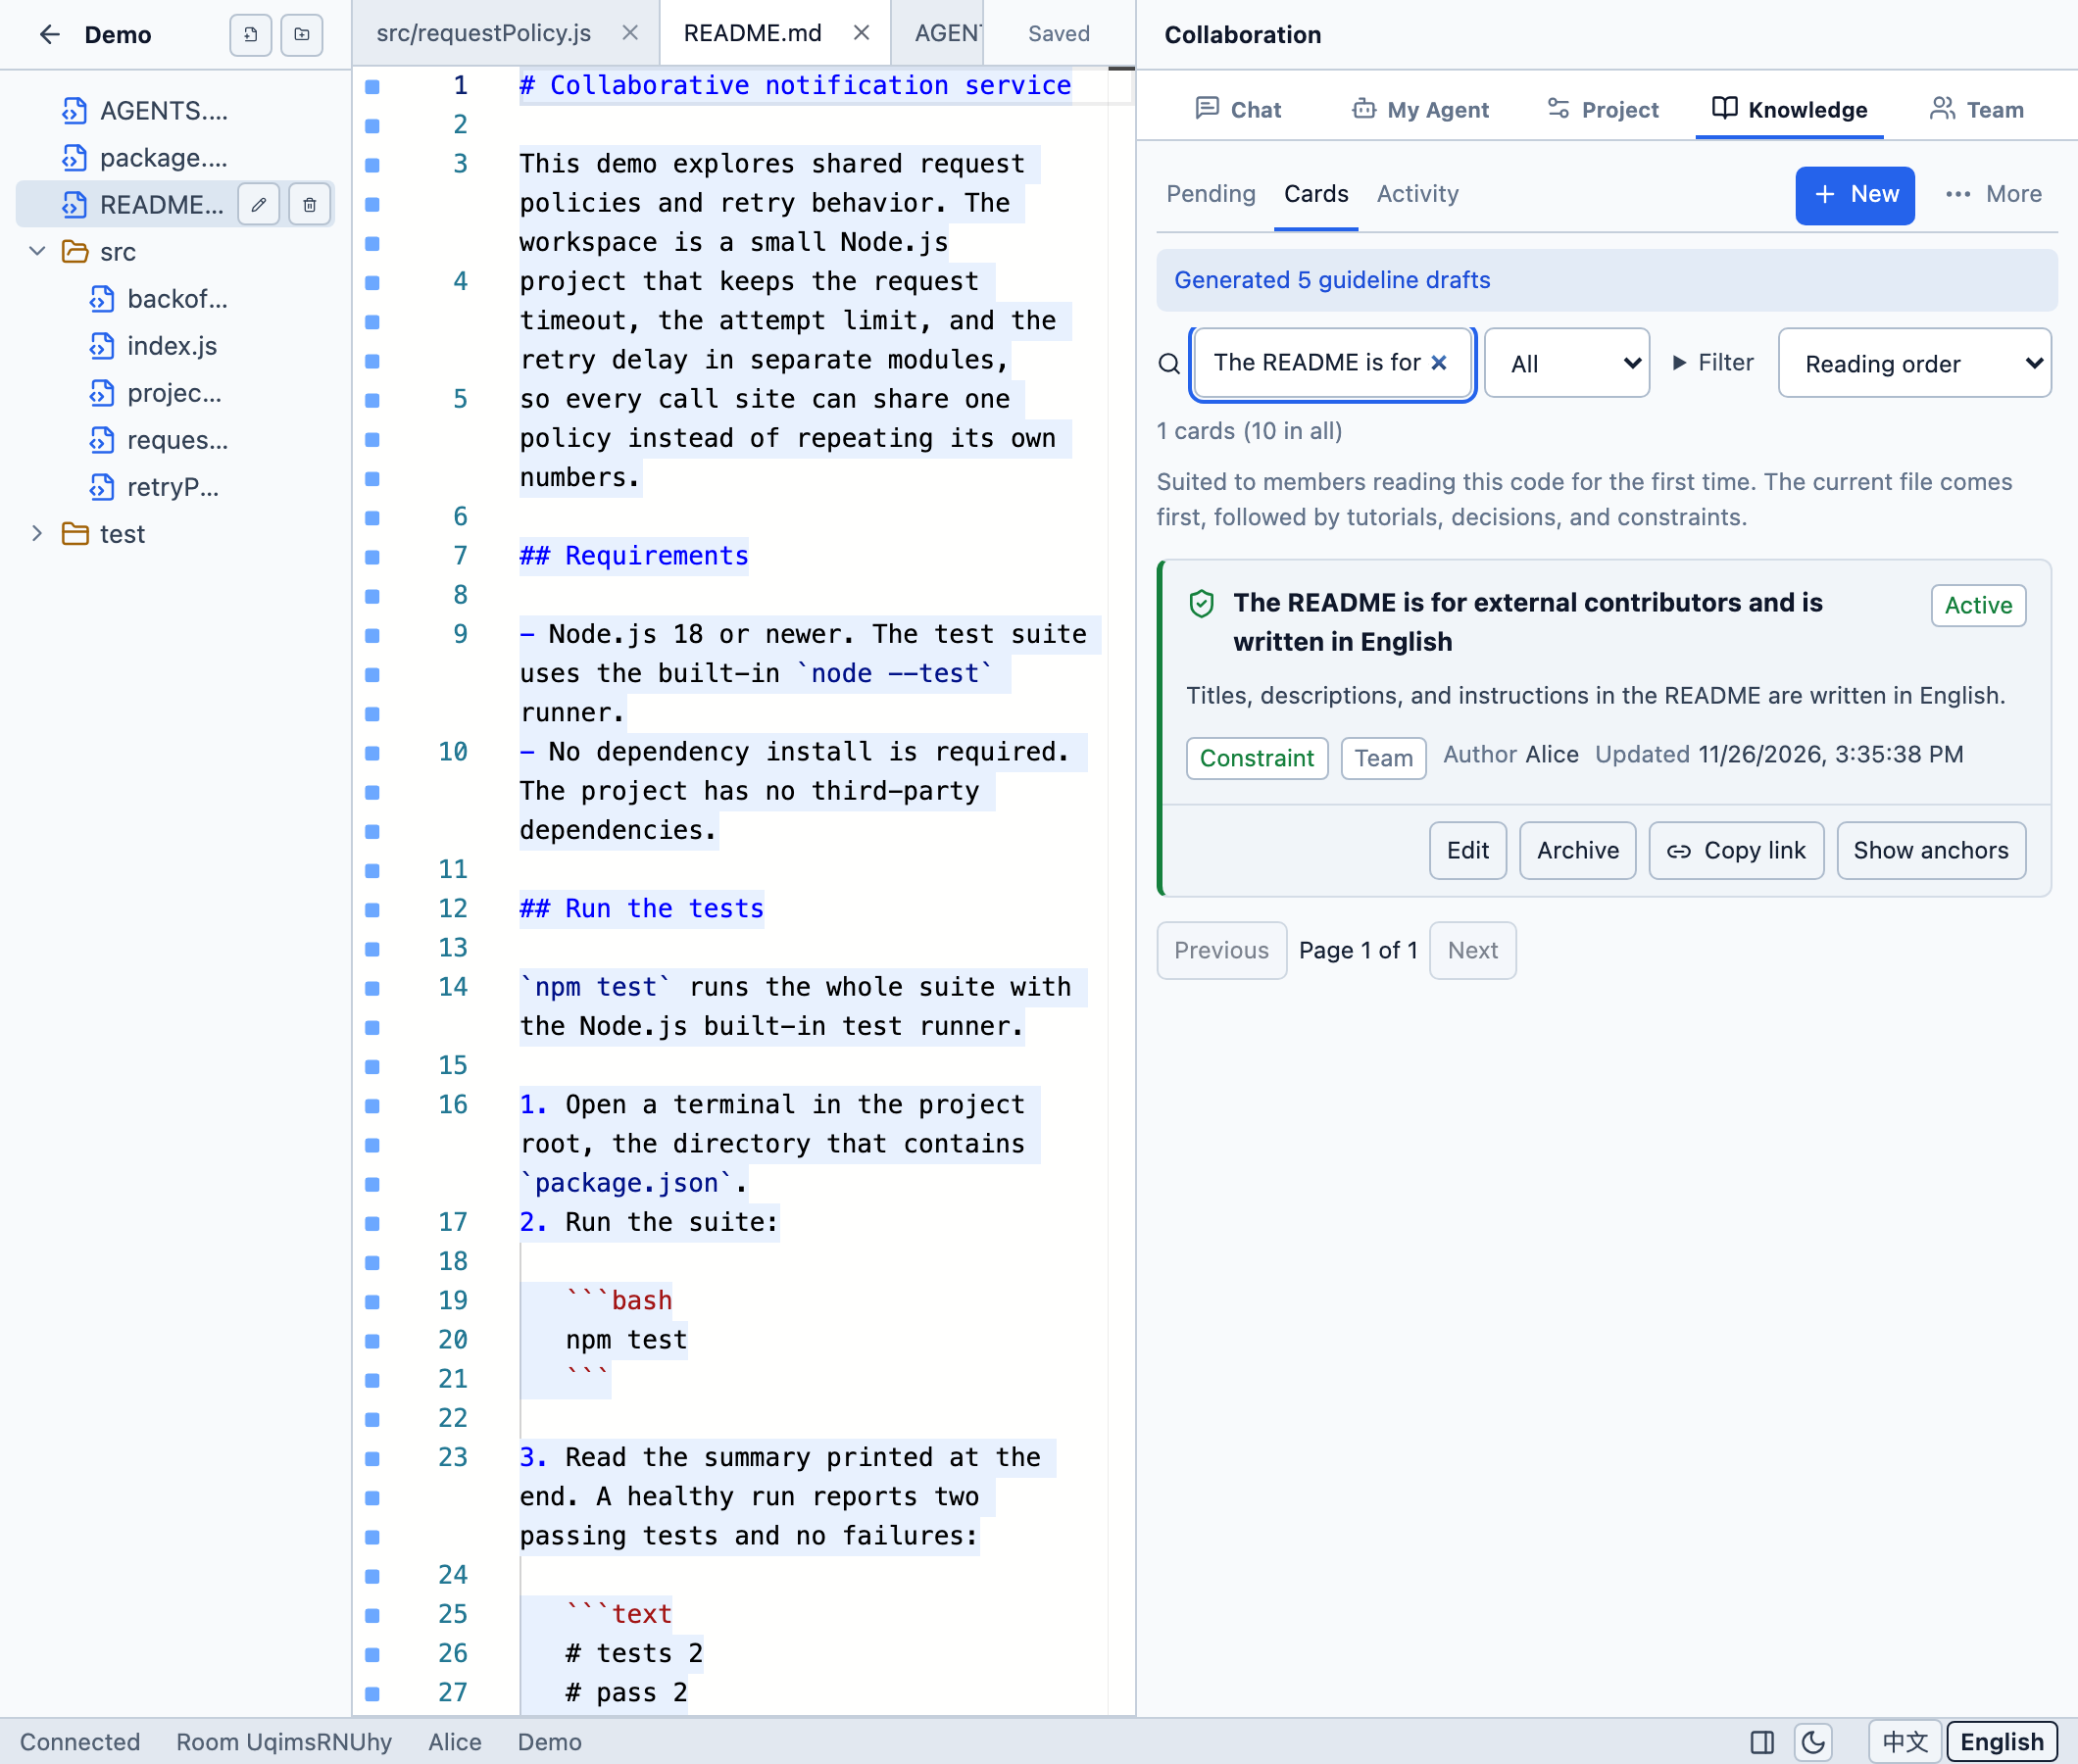 Demo
AGENTS....
package....
README...
src
backof...
index.js
projec...
reques...
retryP...
test
src/requestPolicy.js
README.md
AGEN
Saved
1 # Collaborative notification service
2
3 This demo explores shared request
policies and retry behavior. The
workspace is a small Node.js
4 project that keeps the request
timeout, the attempt limit, and the
retry delay in separate modules,
5 so every call site can share one
policy instead of repeating its own
numbers.
6
7 ## Requirements
8
9 - Node.js 18 or newer. The test suite
uses the built-in `node --test`
runner.
10 - No dependency install is required.
The project has no third-party
dependencies.
11
12 ## Run the tests
13
14 `npm test` runs the whole suite with
the Node.js built-in test runner.
15
16 1. Open a terminal in the project
root, the directory that contains
`package.json`.
17 2. Run the suite:
18
19 ```bash
20 npm test
21 ```
22
23 3. Read the summary printed at the
end. A healthy run reports two
passing tests and no failures:
24
25 ```text
26 # tests 2
27 # pass 2
Collaboration
Chat My Agent Project Knowledge Team
Pending Cards Activity + New ··· More
Generated 5 guideline drafts
The README is for All Filter Reading order
1 cards (10 in all)
Suited to members reading this code for the first time. The current file comes
first, followed by tutorials, decisions, and constraints.
The README is for external contributors and is
written in English
Active
Titles, descriptions, and instructions in the README are written in English.
Constraint Team Author Alice Updated 11/26/2026, 3:35:38 PM
Edit Archive Copy link Show anchors
Previous Page 1 of 1 Next
Connected Room UqimsRNUhy Alice Demo 中文 English